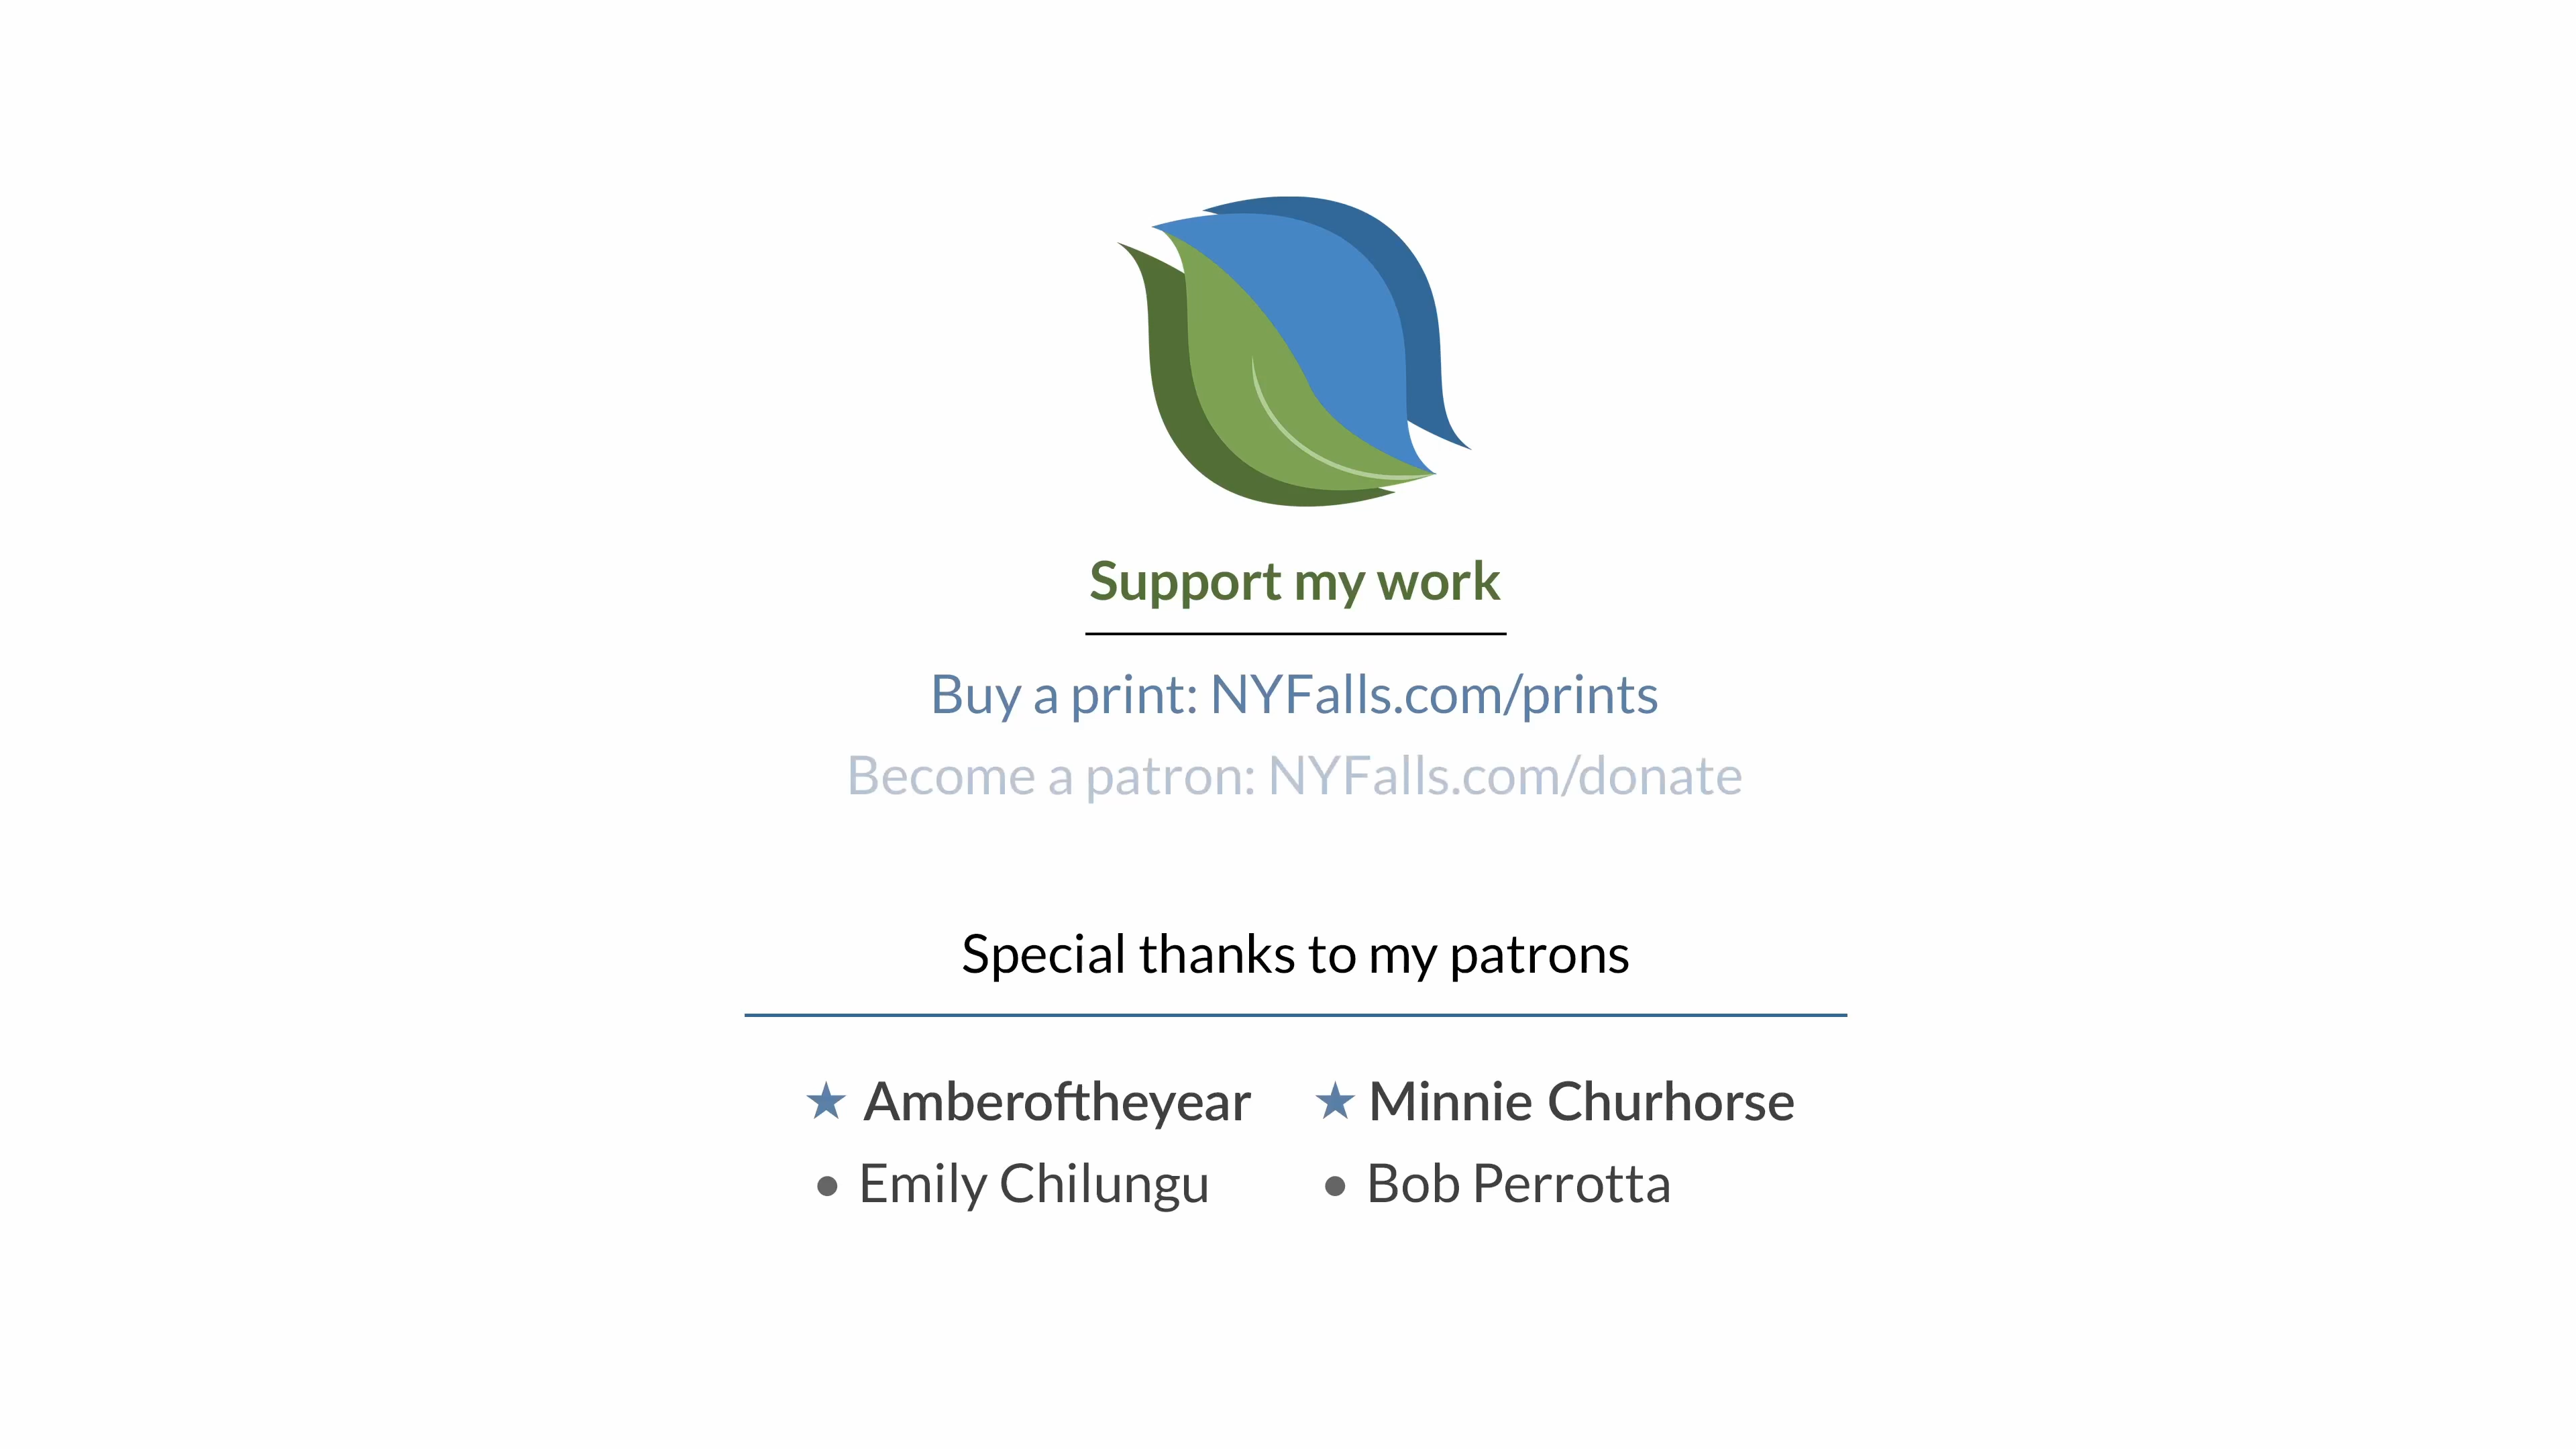 Support my work
Buy a print: NYFalls.com/prints
Become a patron: NYFalls.com/donate
Special thanks to my patrons
★ Amberoftheyear ★ Minnie Churhorse
● Emily Chilungu ● Bob Perrotta